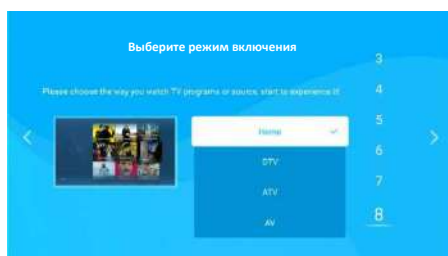 Выберите режим включения
Please choose the way you watch TV programs or source, start to experience it!
Home
DTV
ATV
AV
3
4
5
6
7
8